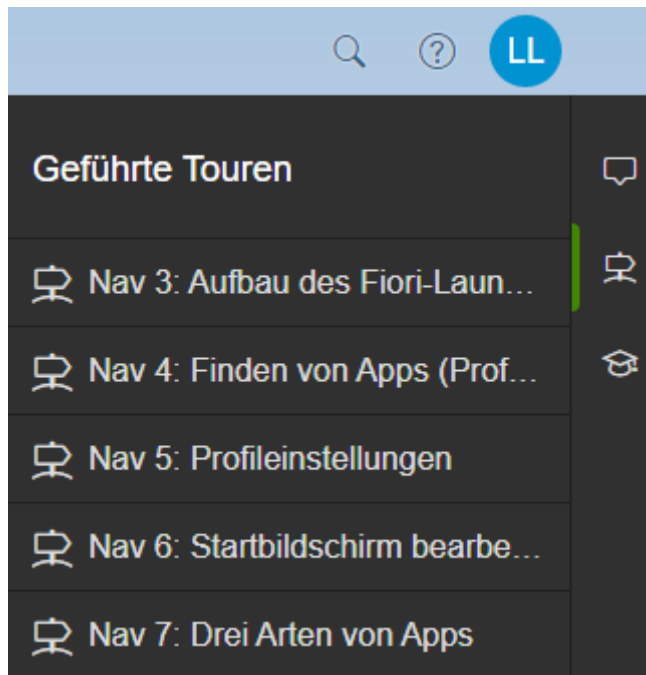 LL
Geführte Touren
Nav 3: Aufbau des Fiori-Laun...
Nav 4: Finden von Apps (Prof...
Nav 5: Profileinstellungen
Nav 6: Startbildschirm bearbe...
Nav 7: Drei Arten von Apps